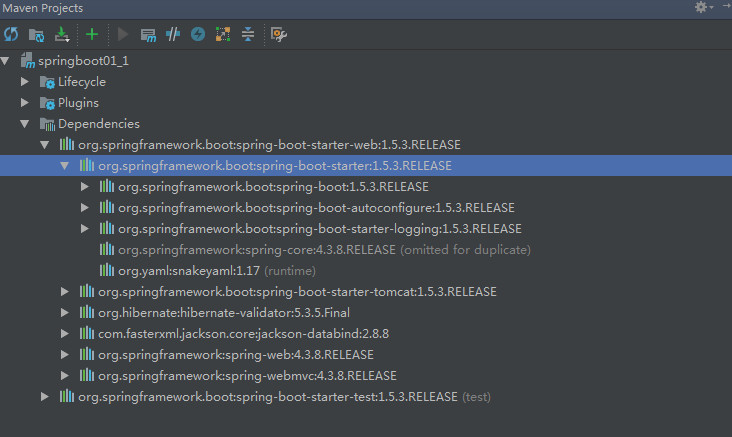 Maven Projects
springboot01_1
Lifecycle
Plugins
Dependencies
org.springframework.boot:spring-boot-starter-web:1.5.3.RELEASE
org.springframework.boot:spring-boot-starter:1.5.3.RELEASE
org.springframework.boot:spring-boot:1.5.3.RELEASE
org.springframework.boot:spring-boot-autoconfigure:1.5.3.RELEASE
org.springframework.boot:spring-boot-starter-logging:1.5.3.RELEASE
org.springframework:spring-core:4.3.8.RELEASE (omitted for duplicate)
org.yaml:snakeyaml:1.17 (runtime)
org.springframework.boot:spring-boot-starter-tomcat:1.5.3.RELEASE
org.hibernate:hibernate-validator:5.3.5.Final
com.fasterxml.jackson.core:jackson-databind:2.8.8
org.springframework:spring-web:4.3.8.RELEASE
org.springframework:spring-webmvc:4.3.8.RELEASE
org.springframework.boot:spring-boot-starter-test:1.5.3.RELEASE (test)